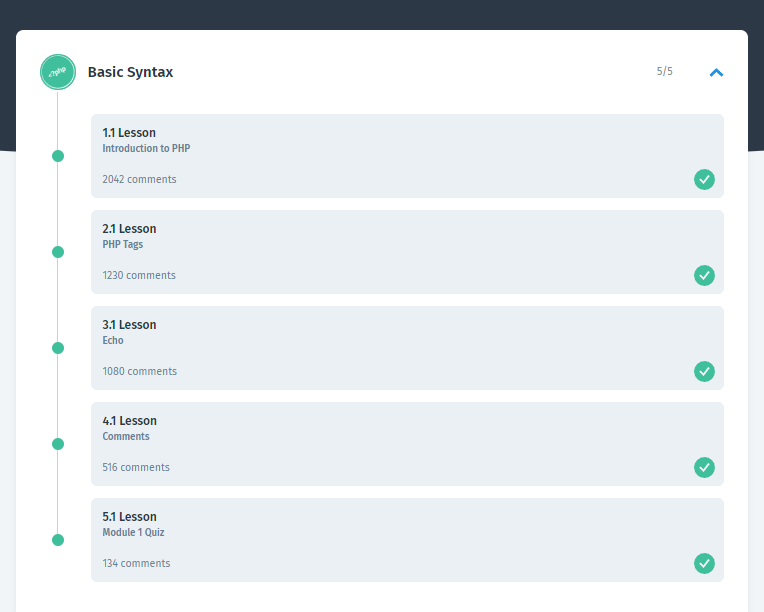 <?php
Basic Syntax
5/5
1.1 Lesson
Introduction to PHP
2042 comments
2.1 Lesson
PHP Tags
1230 comments
3.1 Lesson
Echo
1080 comments
4.1 Lesson
Comments
516 comments
5.1 Lesson
Module 1 Quiz
134 comments